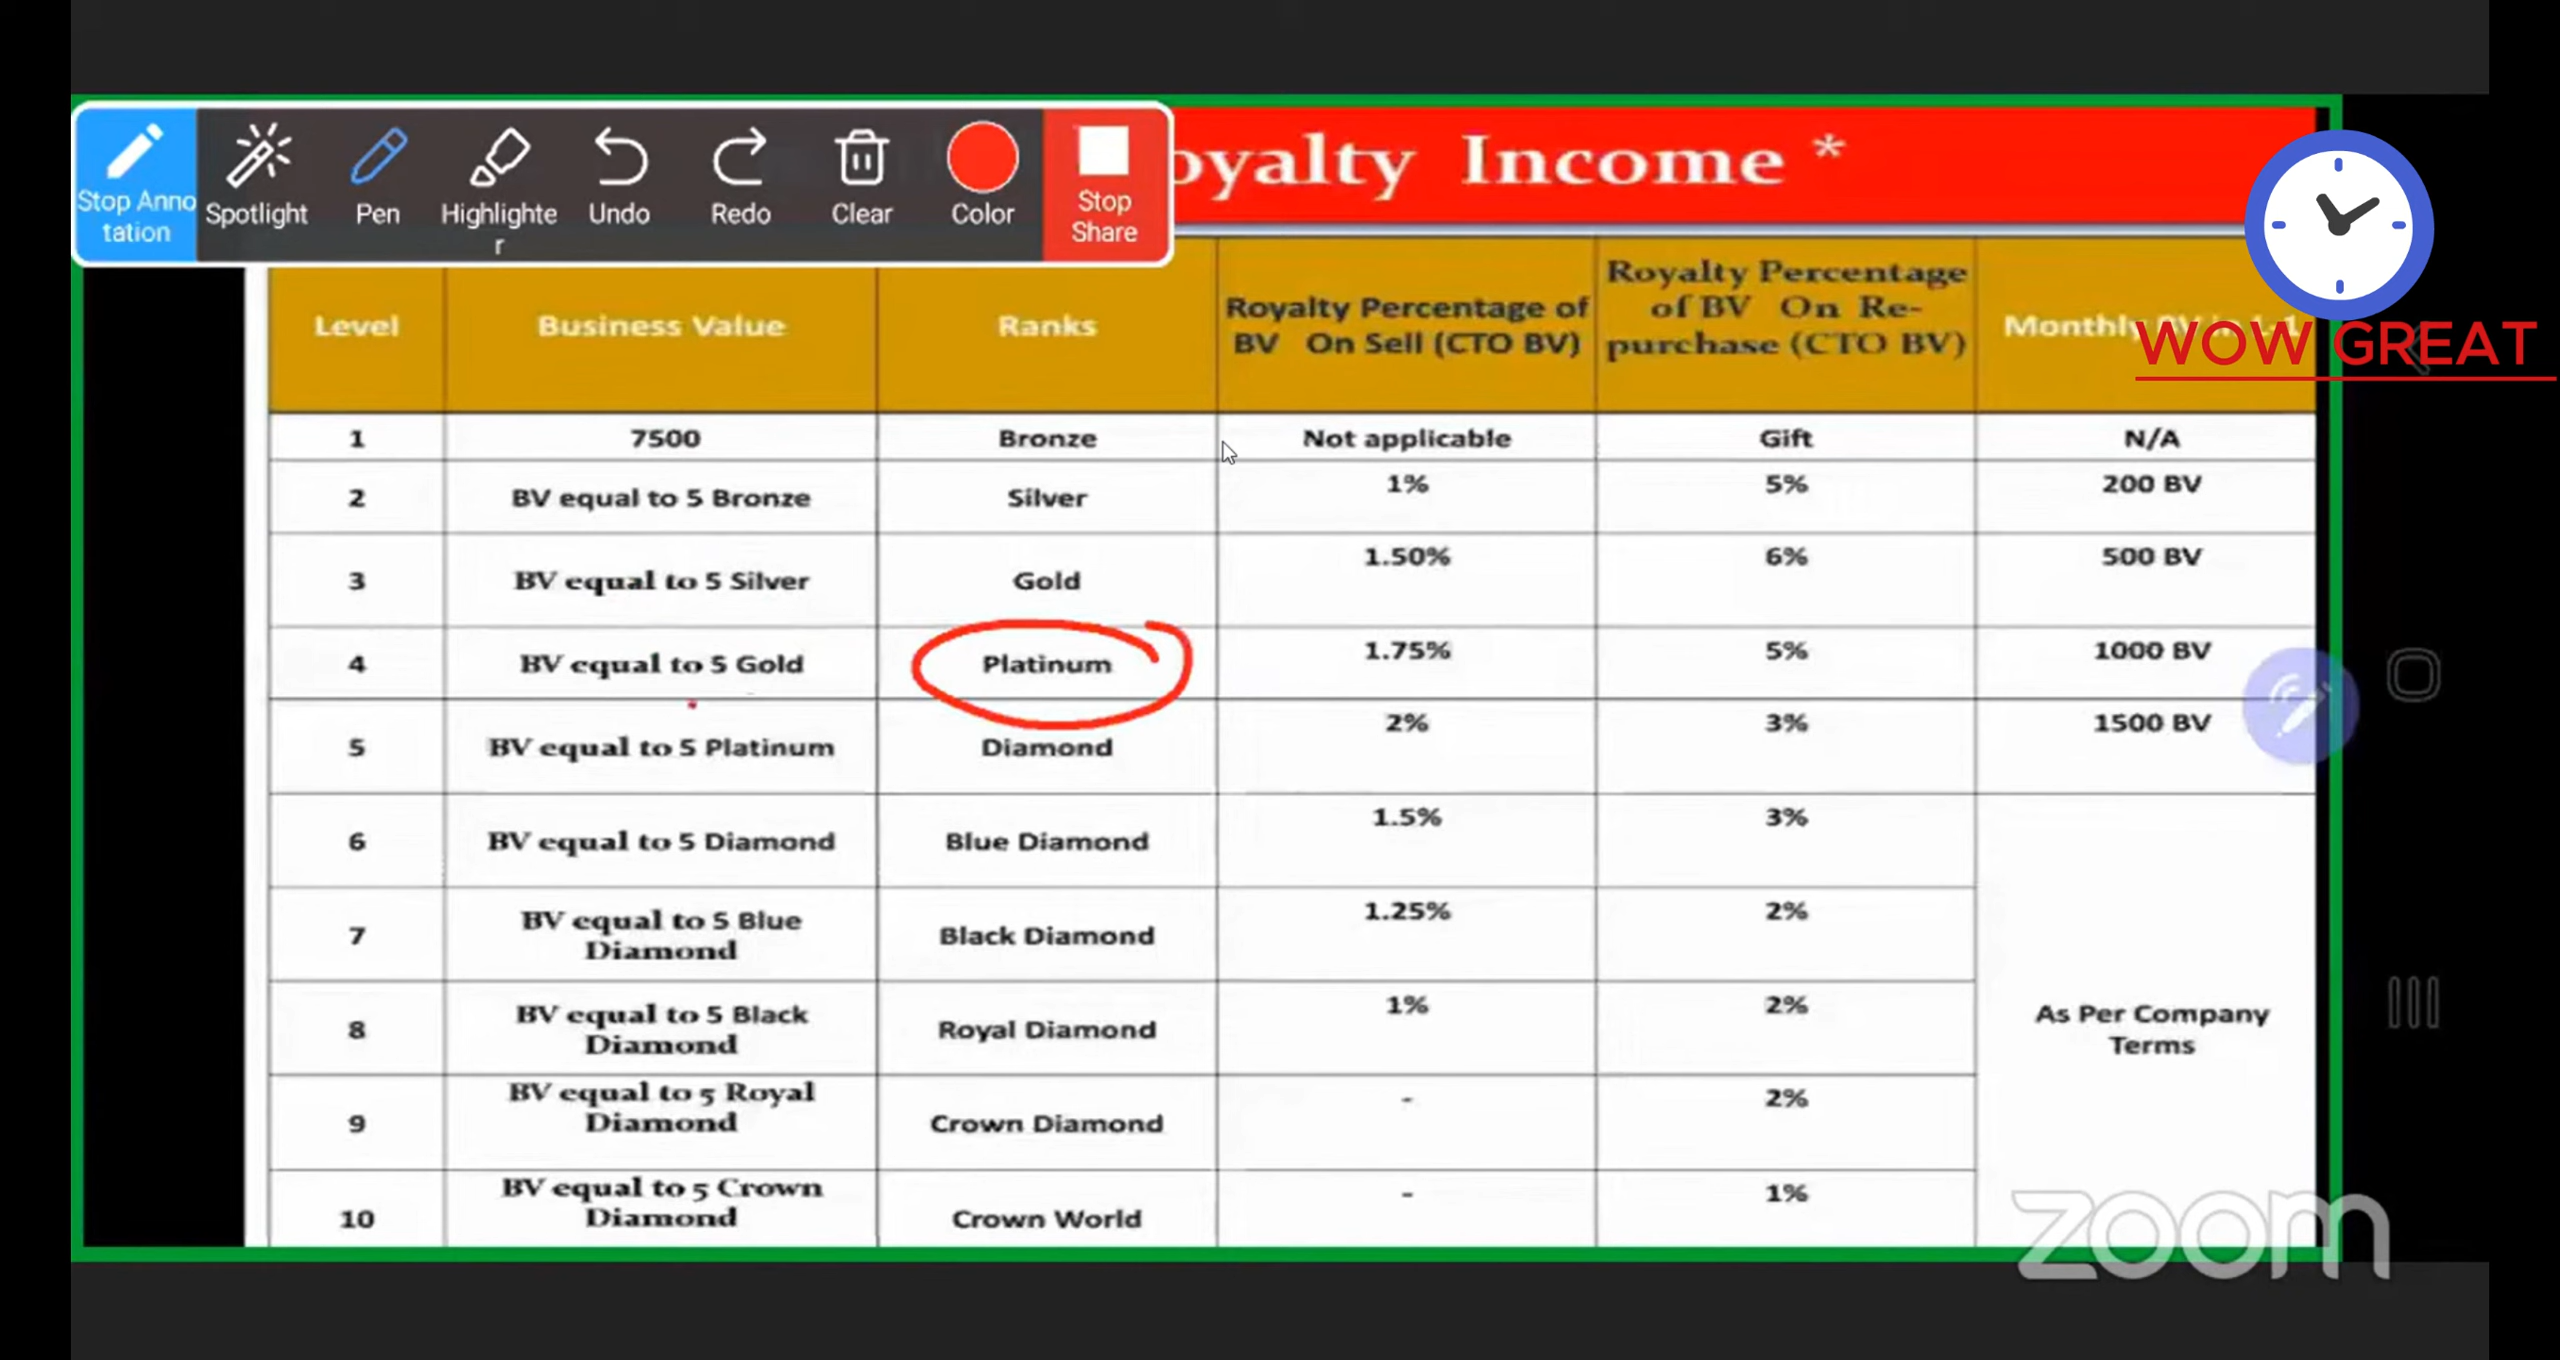 Stop Anno
tation
Spotlight
Pen
Highlighte
r
Undo
Redo
Clear
Color
Stop
Share
oyalty Income *
WOW GREAT
Level
Business Value
Ranks
Royalty Percentage of
BV On Sell (CTO BV)
Royalty Percentage
of BV On Re-
purchase (CTO BV)
Monthly
1
7500
Bronze
Not applicable
Gift
N/A
2
BV equal to 5 Bronze
Silver
1%
5%
200 BV
3
BV equal to 5 Silver
Gold
1.50%
6%
500 BV
4
BV equal to 5 Gold
Platinum
1.75%
5%
1000 BV
5
BV equal to 5 Platinum
Diamond
2%
3%
1500 BV
6
BV equal to 5 Diamond
Blue Diamond
1.5%
3%
7
BV equal to 5 Blue
Diamond
Black Diamond
1.25%
2%
8
BV equal to 5 Black
Diamond
Royal Diamond
1%
2%
As Per Company
Terms
9
BV equal to 5 Royal
Diamond
Crown Diamond
-
2%
10
BV equal to 5 Crown
Diamond
Crown World
-
1%
zoom